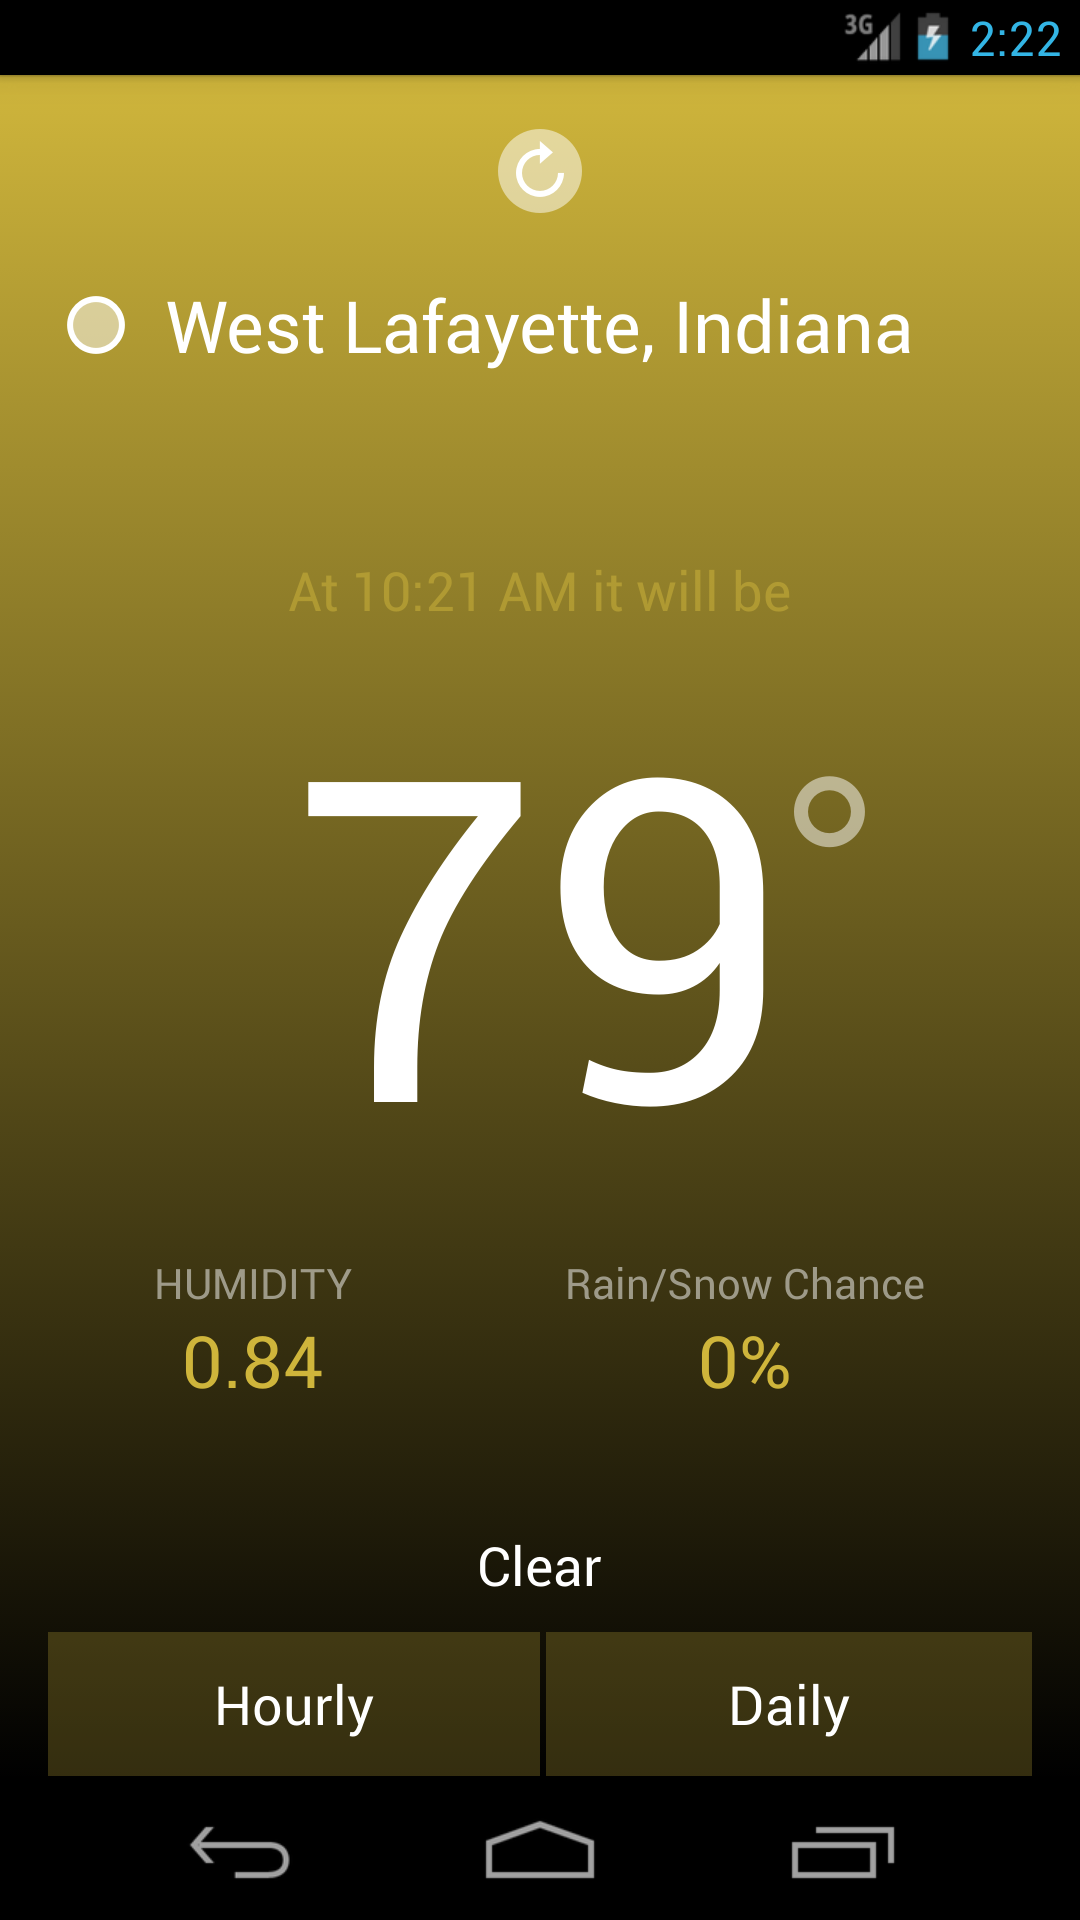 3G 2:22
West Lafayette, Indiana
At 10:21 AM it will be
79°
HUMIDITY Rain/Snow Chance
0.84 0%
Clear
Hourly Daily